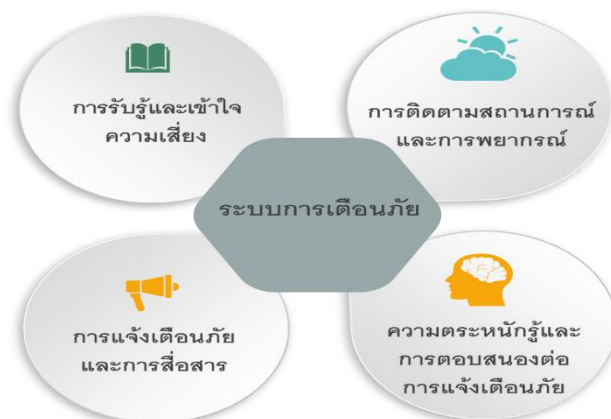 การรับรู้และเข้าใจ
ความเสี่ยง
การติดตามสถานการณ์
และการพยากรณ์
ระบบการเตือนภัย
การแจ้งเตือนภัย
และการสื่อสาร
ความตระหนักรู้และ
การตอบสนองต่อ
การแจ้งเตือนภัย